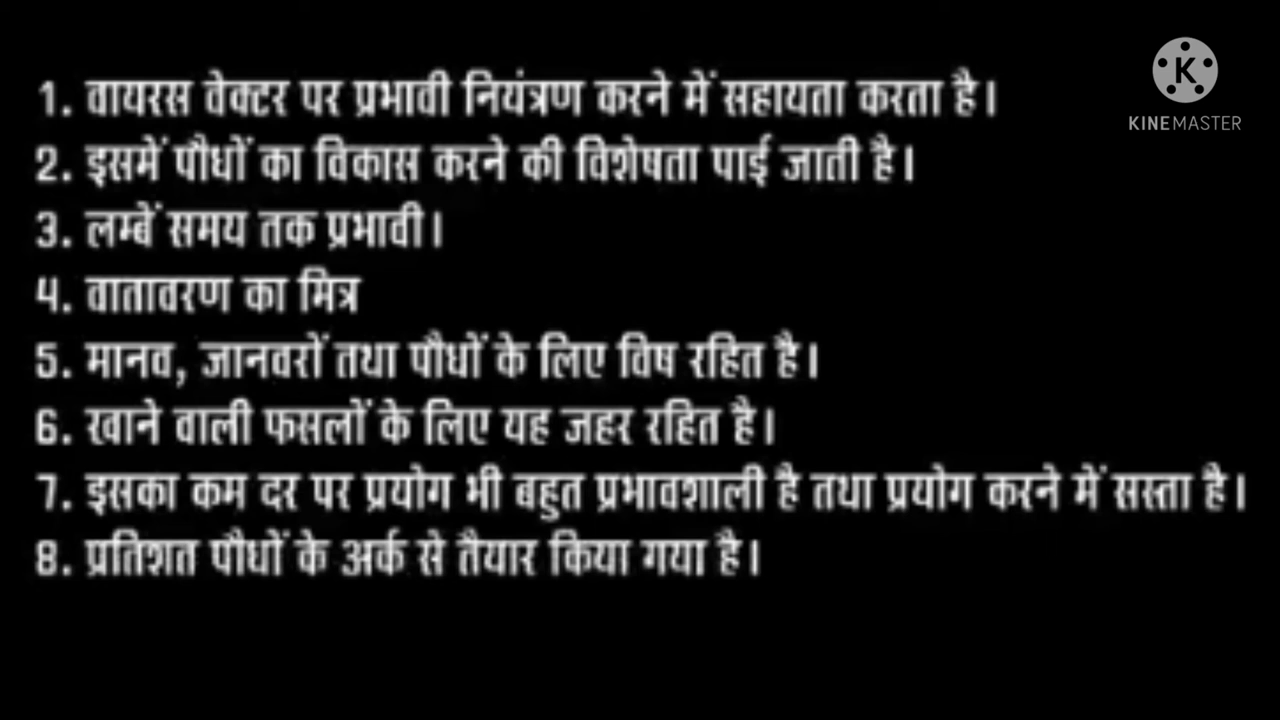 1. वायरस वेक्टर पर प्रभावी नियंत्रण करने में सहायता करता है।
2. इसमें पौधों का विकास करने की विशेषता पाई जाती है।
3. लम्बें समय तक प्रभावी।
4. वातावरण का मित्र
5. मानव, जानवरों तथा पौधों के लिए विष रहित है।
6. खाने वाली फसलों के लिए यह जहर रहित है।
7. इसका कम दर पर प्रयोग भी बहुत प्रभावशाली है तथा प्रयोग करने में सस्ता है।
8. प्रतिशत पौधों के अर्क से तैयार किया गया है।
K
KINEMASTER